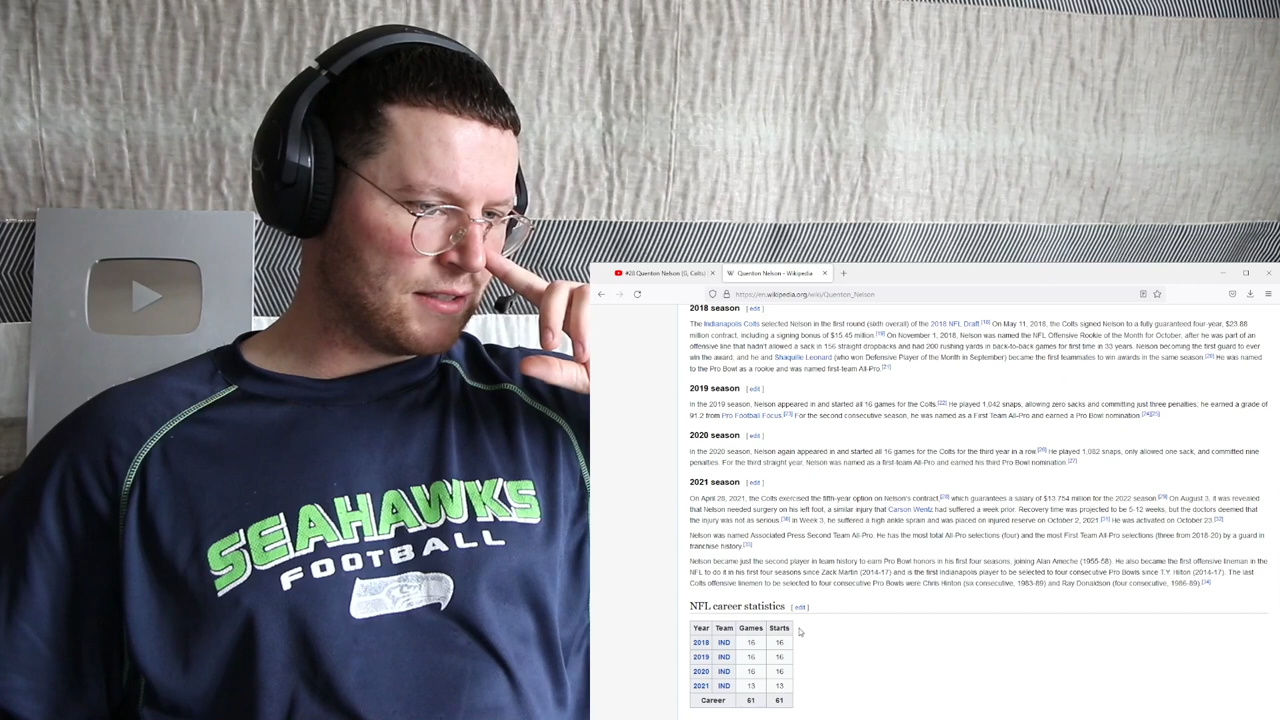 SEAHAWKS
FOOTBALL
#28 Quenton Nelson (G, Colts)
Quenton Nelson - Wikipedia
https://en.wikipedia.org/wiki/Quenton_Nelson
2018 season [ edit ]
The Indianapolis Colts selected Nelson in the first round (sixth overall) of the 2018 NFL Draft.[18] On May 11, 2018, the Colts signed Nelson to a fully guaranteed four-year, $23.88
million contract, including a signing bonus of $15.45 million.[19] On November 1, 2018, Nelson was named the NFL Offensive Rookie of the Month for October, after he was part of an
offensive line that hadn't allowed a sack in 156 straight dropbacks and had 200 rushing yards in back-to-back games for first time in 33 years. Nelson becoming the first guard to ever
win the award, and he and Shaquille Leonard (who won Defensive Player of the Month in September) became the first teammates to win awards in the same season.[20] He was named
to the Pro Bowl as a rookie and was named first-team All-Pro.[21]
2019 season [ edit ]
In the 2019 season, Nelson appeared in and started all 16 games for the Colts.[22] He played 1,042 snaps, allowing zero sacks and committing just three penalties, he earned a grade of
91.2 from Pro Football Focus.[23] For the second consecutive season, he was named as a First Team All-Pro and earned a Pro Bowl nomination.[24][25]
2020 season [ edit ]
In the 2020 season, Nelson again appeared in and started all 16 games for the Colts for the third year in a row.[26] He played 1,082 snaps, only allowed one sack, and committed nine
penalties. For the third straight year, Nelson was named as a first-team All-Pro and earned his third Pro Bowl nomination.[27]
2021 season [ edit ]
On April 28, 2021, the Colts exercised the fifth-year option on Nelson's contract,[28] which guarantees a salary of $13.754 million for the 2022 season.[29] On August 3, it was revealed
that Nelson needed surgery on his left foot, a similar injury that Carson Wentz had suffered a week prior. Recovery time was projected to be 5-12 weeks, but the doctors deemed that
the injury was not as serious.[30] In Week 3, he suffered a high ankle sprain and was placed on injured reserve on October 2, 2021.[31] He was activated on October 23.[32]
Nelson was named Associated Press Second Team All-Pro. He has the most total All-Pro selections (four) and the most First Team All-Pro selections (three from 2018-20) by a guard in
franchise history.[33]
Nelson became just the second player in team history to earn Pro Bowl honors in his first four seasons, joining Alan Ameche (1955-58). He also became the first offensive lineman in the
NFL to do it in his first four seasons since Zack Martin (2014-17) and is the first Indianapolis player to be selected to four consecutive Pro Bowls since T.Y. Hilton (2014-17). The last
Colts offensive linemen to be selected to four consecutive Pro Bowls were Chris Hinton (six consecutive, 1983-89) and Ray Donaldson (four consecutive, 1986-89).[34]
NFL career statistics [ edit ]
Year Team Games Starts
2018 IND 16 16
2019 IND 16 16
2020 IND 16 16
2021 IND 13 13
Career 61 61